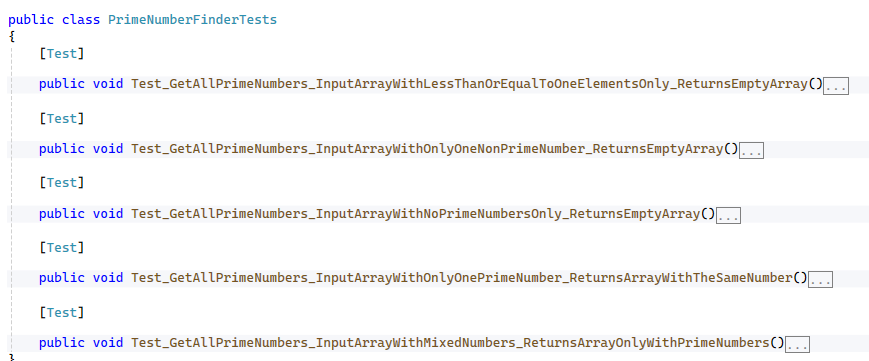 public class PrimeNumberFinderTests
{
[Test]
public void Test_GetAllPrimeNumbers_InputArrayWithLessThanOrEqualToOneElementsOnly_ReturnsEmptyArray()...
[Test]
public void Test_GetAllPrimeNumbers_InputArrayWithOnlyOneNonPrimeNumber_ReturnsEmptyArray()...
[Test]
public void Test_GetAllPrimeNumbers_InputArrayWithNoPrimeNumbersOnly_ReturnsEmptyArray()...
[Test]
public void Test_GetAllPrimeNumbers_InputArrayWithOnlyOnePrimeNumber_ReturnsArrayWithTheSameNumber()...
[Test]
public void Test_GetAllPrimeNumbers_InputArrayWithMixedNumbers_ReturnsArrayOnlyWithPrimeNumbers()...
}